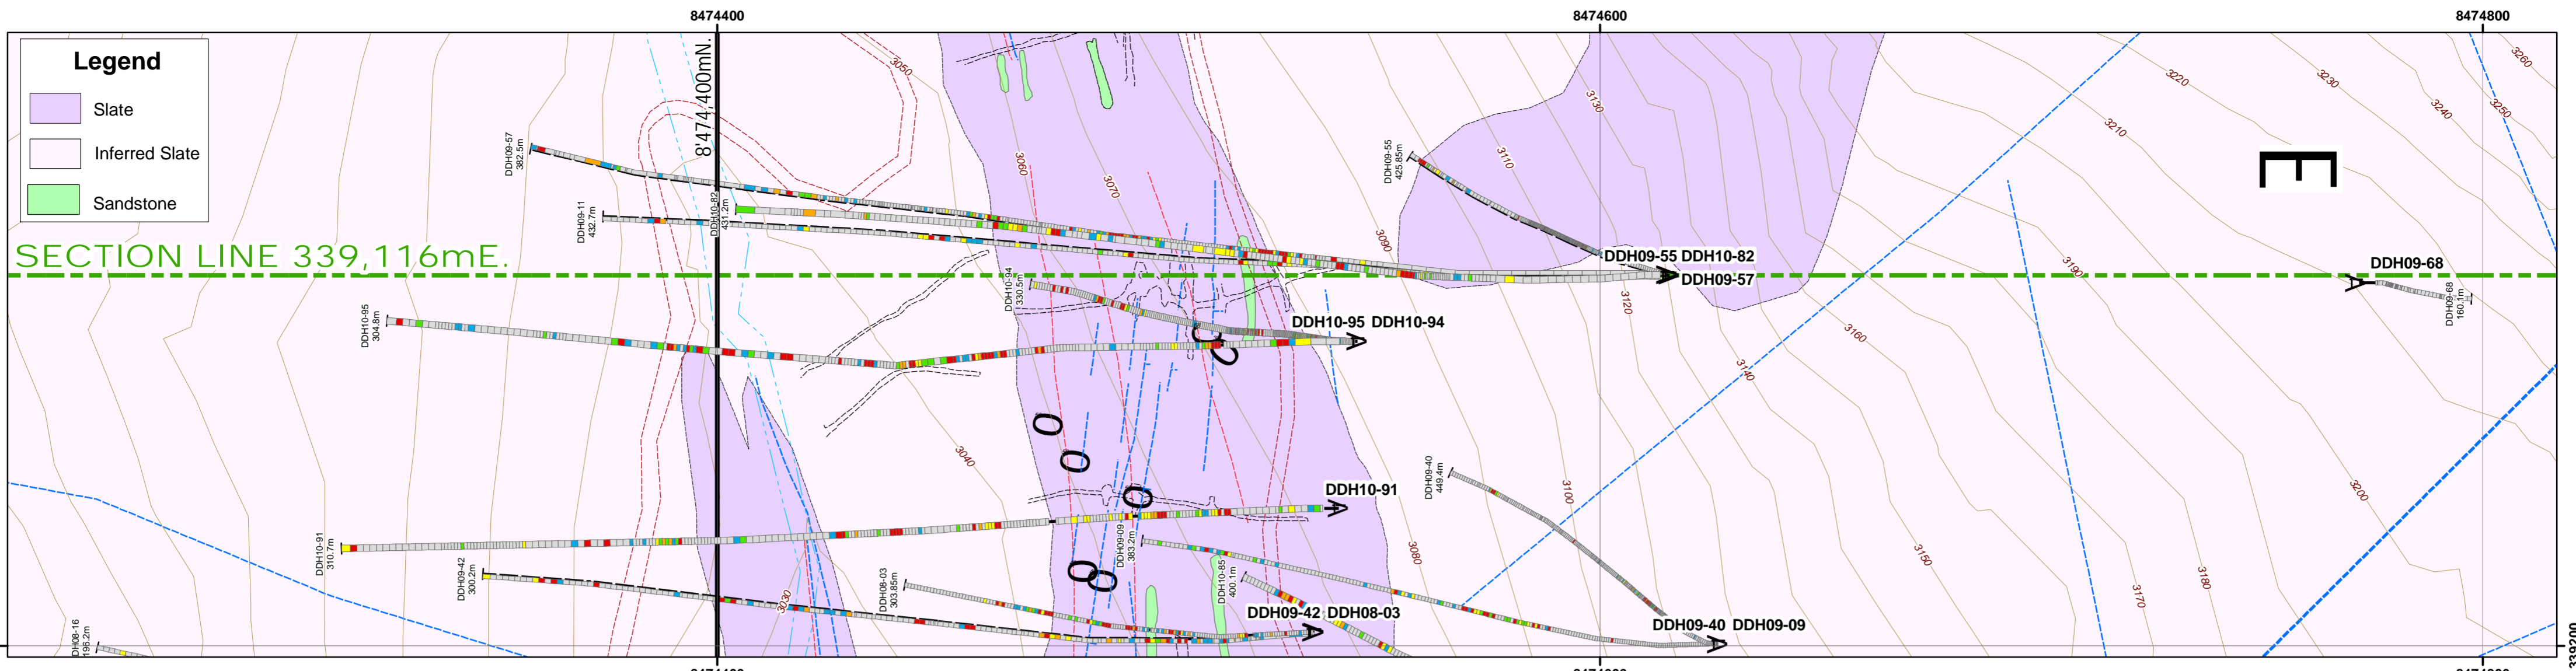 8474400
8474600
8474800
Legend
Slate
Inferred Slate
Sandstone
8'474,400mN.
SECTION LINE 339,116mE.
E
DDH09-57
382.5m
DDH09-11
432.7m
DDH10-82
431.2m
DDH09-55
425.85m
DDH09-55 DDH10-82
DDH09-57
DDH09-68
DDH09-68
160.1m
DDH10-94
330.5m
DDH10-95
304.8m
DDH10-95 DDH10-94
DDH10-91
DDH10-91
310.7m
DDH09-42
300.2m
DDH08-03
303.85m
DDH09-09
383.2m
DDH10-85
400.1m
DDH09-40
449.4m
DDH09-42 DDH08-03
DDH09-40 DDH09-09
196.2m
3050
3060
3070
3130
3110
3090
3120
3220
3230
3240
3250
3260
3210
3190
3160
3140
3040
3030
3100
3080
3150
3170
3180
3200